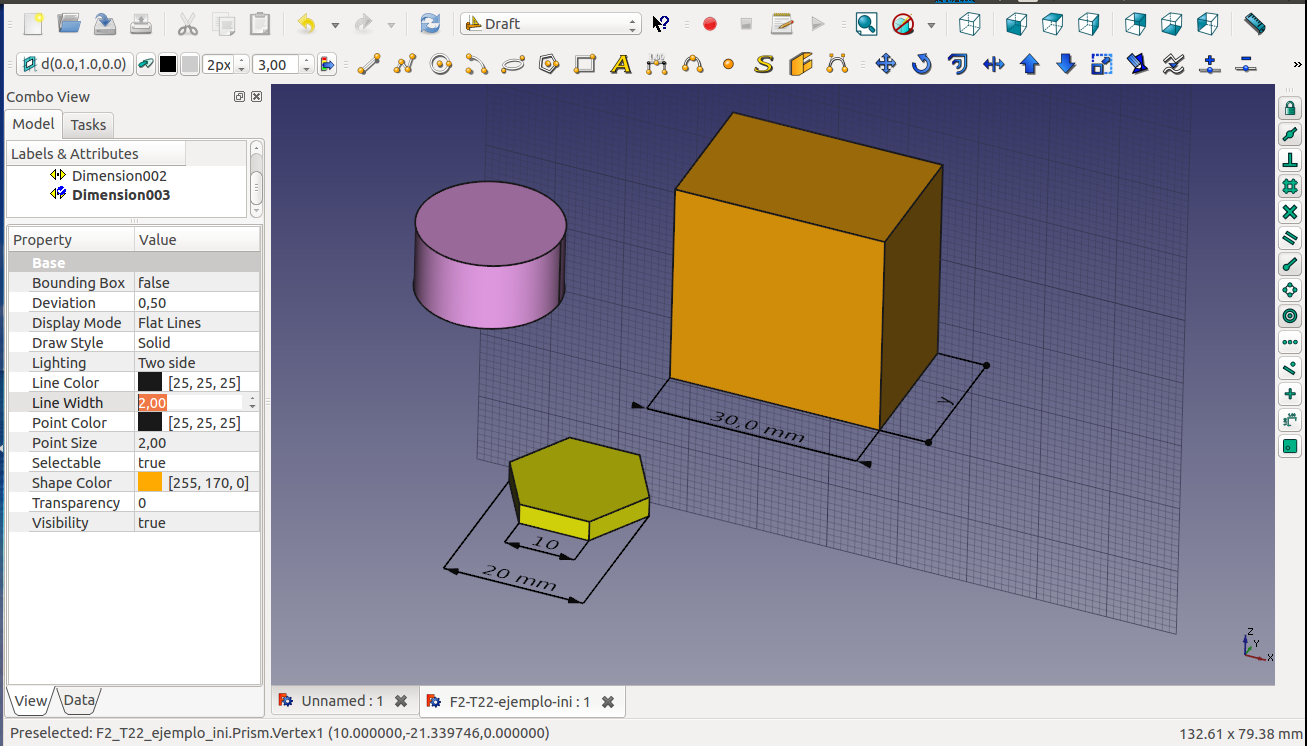 Draft
d(0.0,1.0,0.0)
2px
3,00
A
S
»
Combo View
Model
Tasks
Labels & Attributes
Dimension002
Dimension003
Property Value
Base
Bounding Box false
Deviation 0,50
Display Mode Flat Lines
Draw Style Solid
Lighting Two side
Line Color [25, 25, 25]
Line Width 2,00
Point Color [25, 25, 25]
Point Size 2,00
Selectable true
Shape Color [255, 170, 0]
Transparency 0
Visibility true
View
Data
30,0 mm
y
10
20 mm
Z
Y
X
Unnamed : 1
F2-T22-ejemplo-ini : 1
Preselected: F2_T22_ejemplo_ini.Prism.Vertex1 (10.000000,-21.339746,0.000000)
132.61 x 79.38 mm